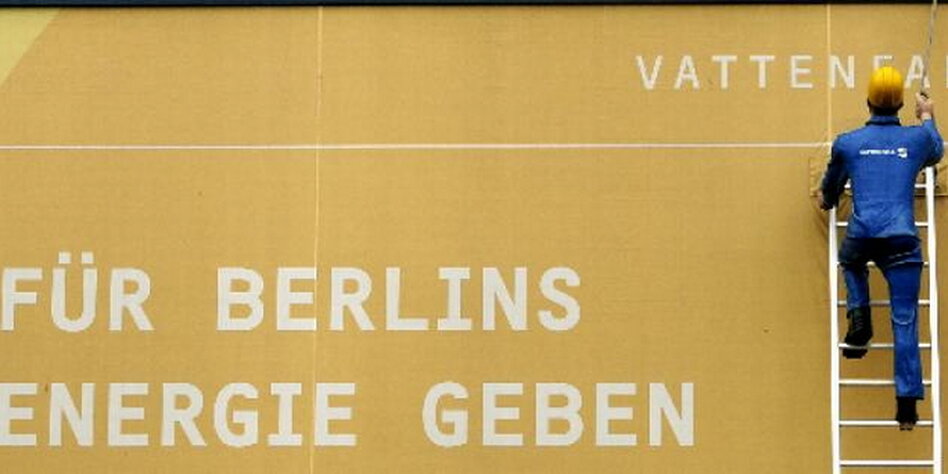 VATTENFA
FÜR BERLINS
ENERGIE GEBEN